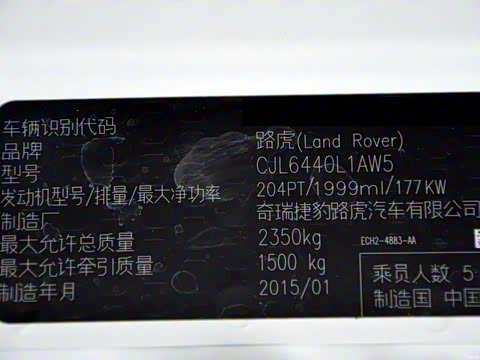 车辆识别代码
品牌 路虎(Land Rover)
型号 CJL6440L1AW5
发动机型号/排量/最大净功率 204PT/1999ml/177KW
制造厂 奇瑞捷豹路虎汽车有限公司
最大允许总质量 2350kg ECH2-4883-AA
最大允许牵引质量 1500 kg 乘员人数 5
制造年月 2015/01 制造国 中国